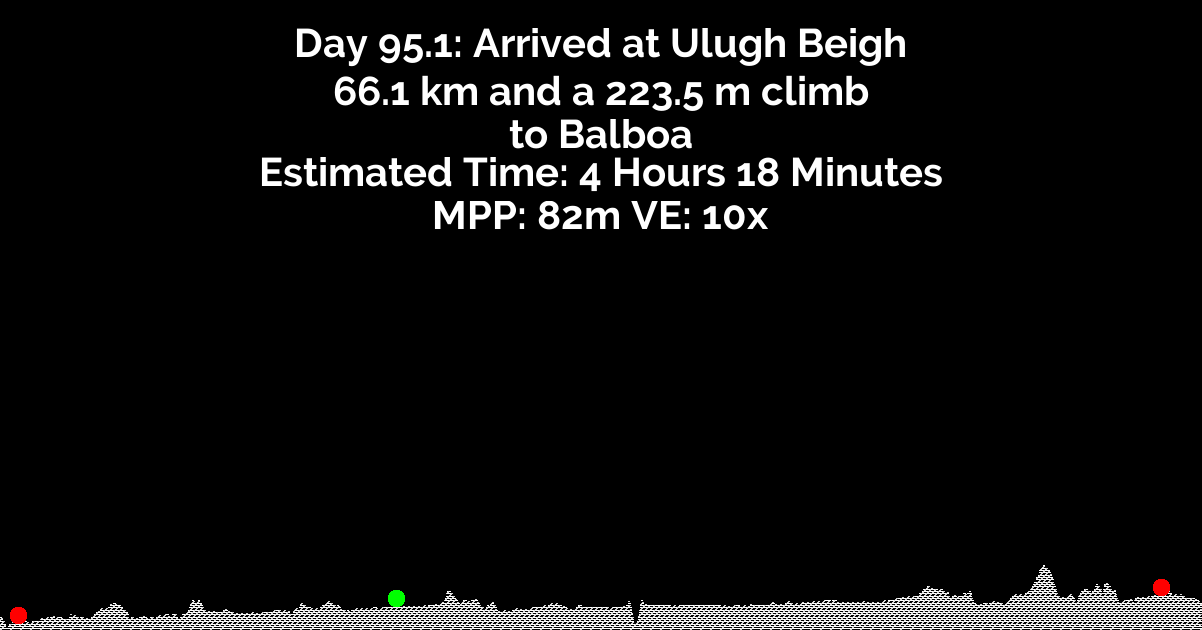 Day 95.1: Arrived at Ulugh Beigh
66.1 km and a 223.5 m climb
to Balboa
Estimated Time: 4 Hours 18 Minutes
MPP: 82m VE: 10x